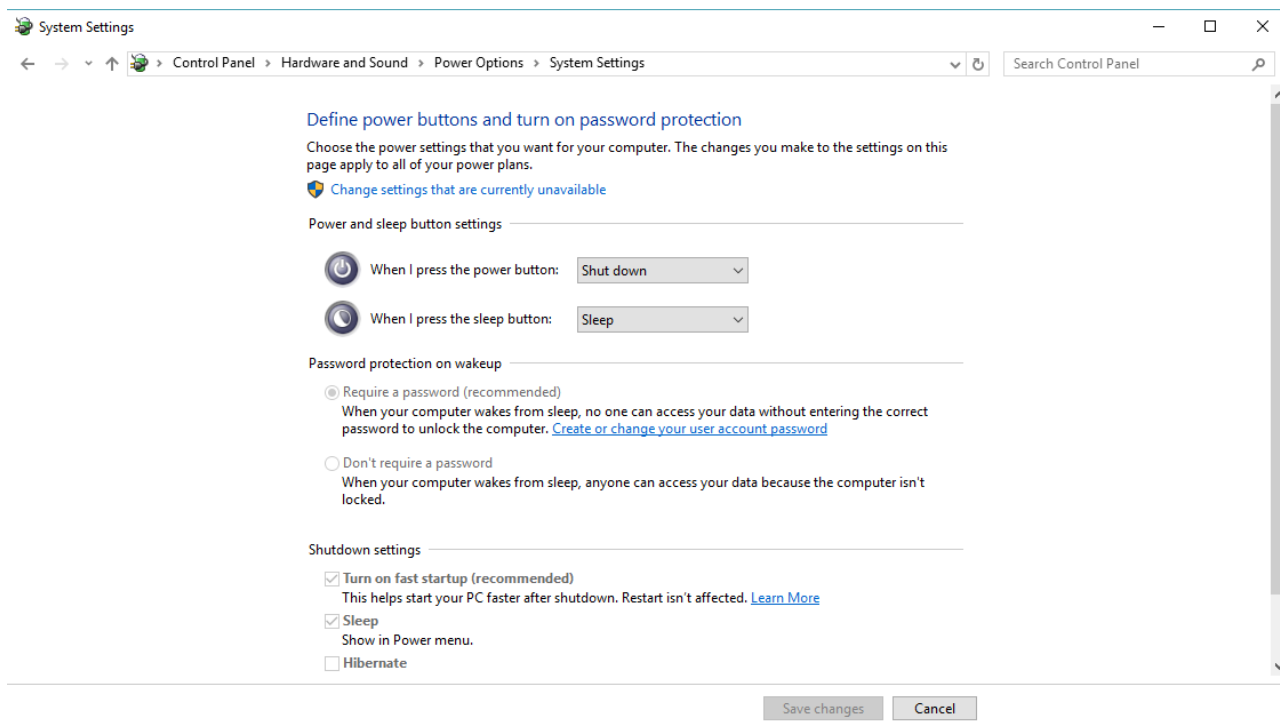 System Settings
Control Panel > Hardware and Sound > Power Options > System Settings
Search Control Panel
Define power buttons and turn on password protection
Choose the power settings that you want for your computer. The changes you make to the settings on this
page apply to all of your power plans.
Change settings that are currently unavailable
Power and sleep button settings
When I press the power button: Shut down
When I press the sleep button: Sleep
Password protection on wakeup
Require a password (recommended)
When your computer wakes from sleep, no one can access your data without entering the correct
password to unlock the computer. Create or change your user account password
Don't require a password
When your computer wakes from sleep, anyone can access your data because the computer isn't
locked.
Shutdown settings
Turn on fast startup (recommended)
This helps start your PC faster after shutdown. Restart isn't affected. Learn More
Sleep
Show in Power menu.
Hibernate
Save changes Cancel